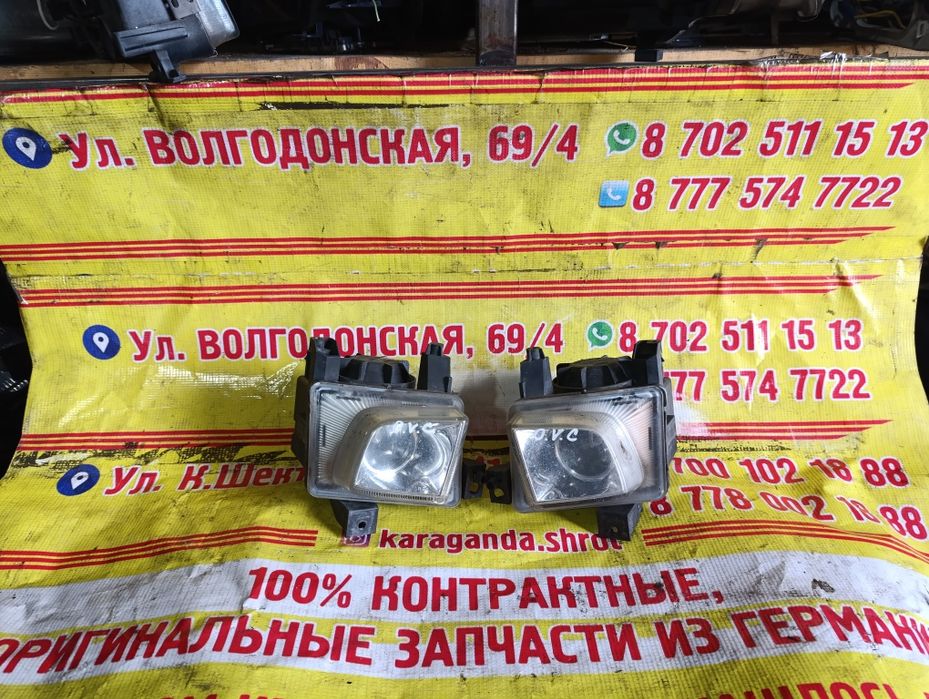 Ул. ВОЛГОДОНСКАЯ, 69/4 8 702 511 15 13
8 777 574 7722
Ул. ВОЛГОДОНСКАЯ, 69/4 8 702 511 15 13
777 574 7722
O.V.C O.V.C
Ул. К.Шект 700 102 18 88
8 778 002 18 88
karaganda.shrot
100% КОНТРАКТНЫЕ,
ОРИГИНАЛЬНЫЕ ЗАПЧАСТИ ИЗ ГЕРМАНИ